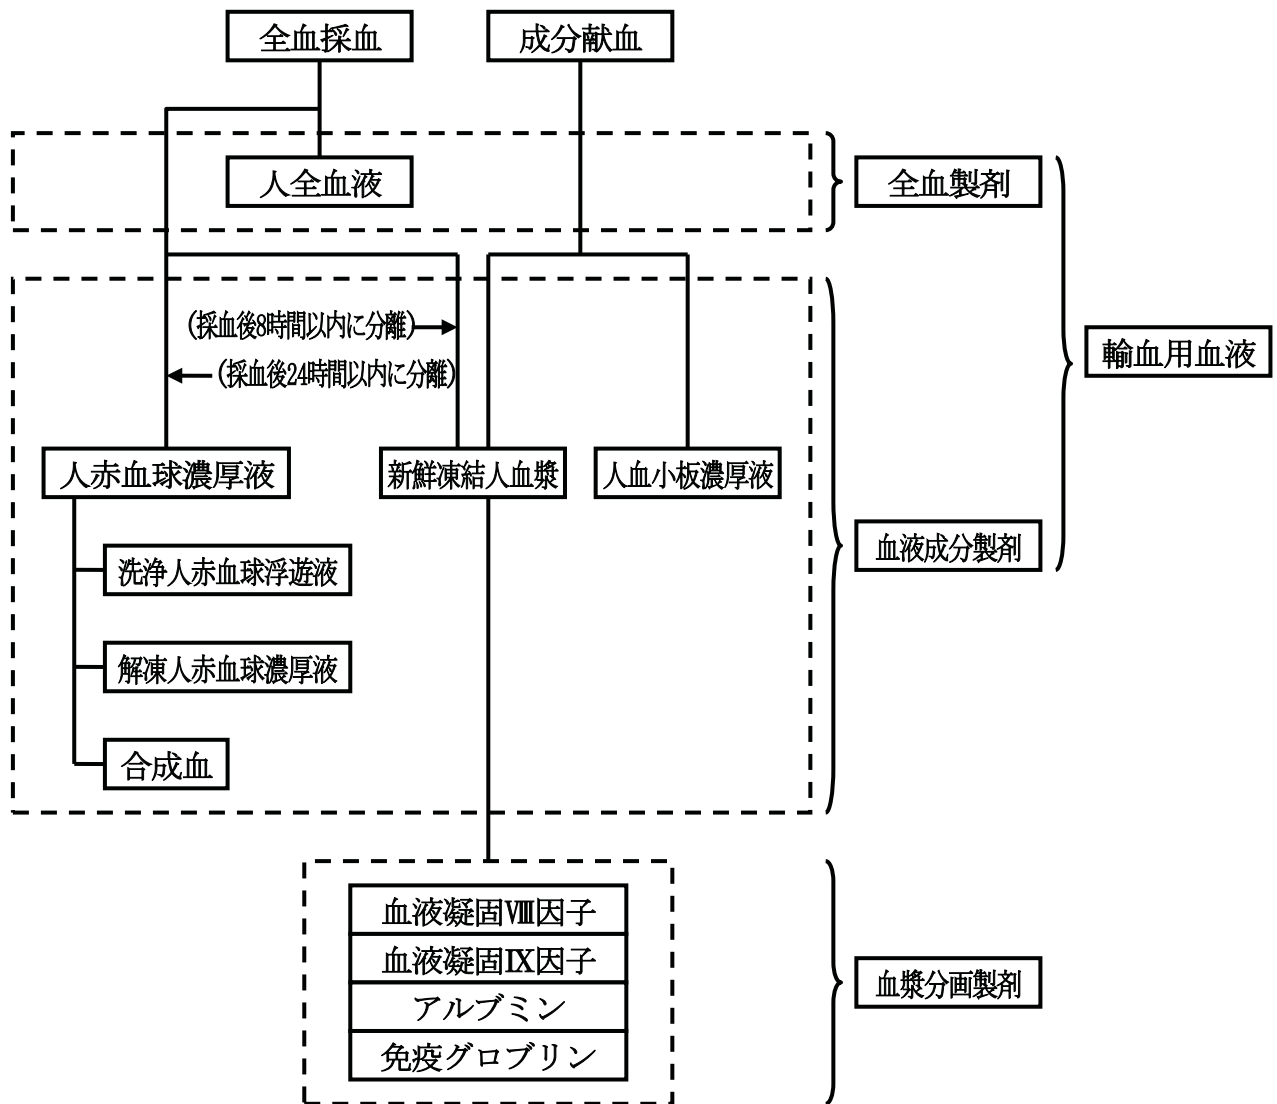 全血採血
成分献血
人全血液
全血製剤
(採血後8時間以内に分離)
(採血後24時間以内に分離)
輸血用血液
人赤血球濃厚液
新鮮凍結人血漿
人血小板濃厚液
血液成分製剤
洗浄人赤血球浮遊液
解凍人赤血球濃厚液
合成血
血液凝固Ⅷ因子
血液凝固Ⅸ因子
アルブミン
免疫グロブリン
血漿分画製剤